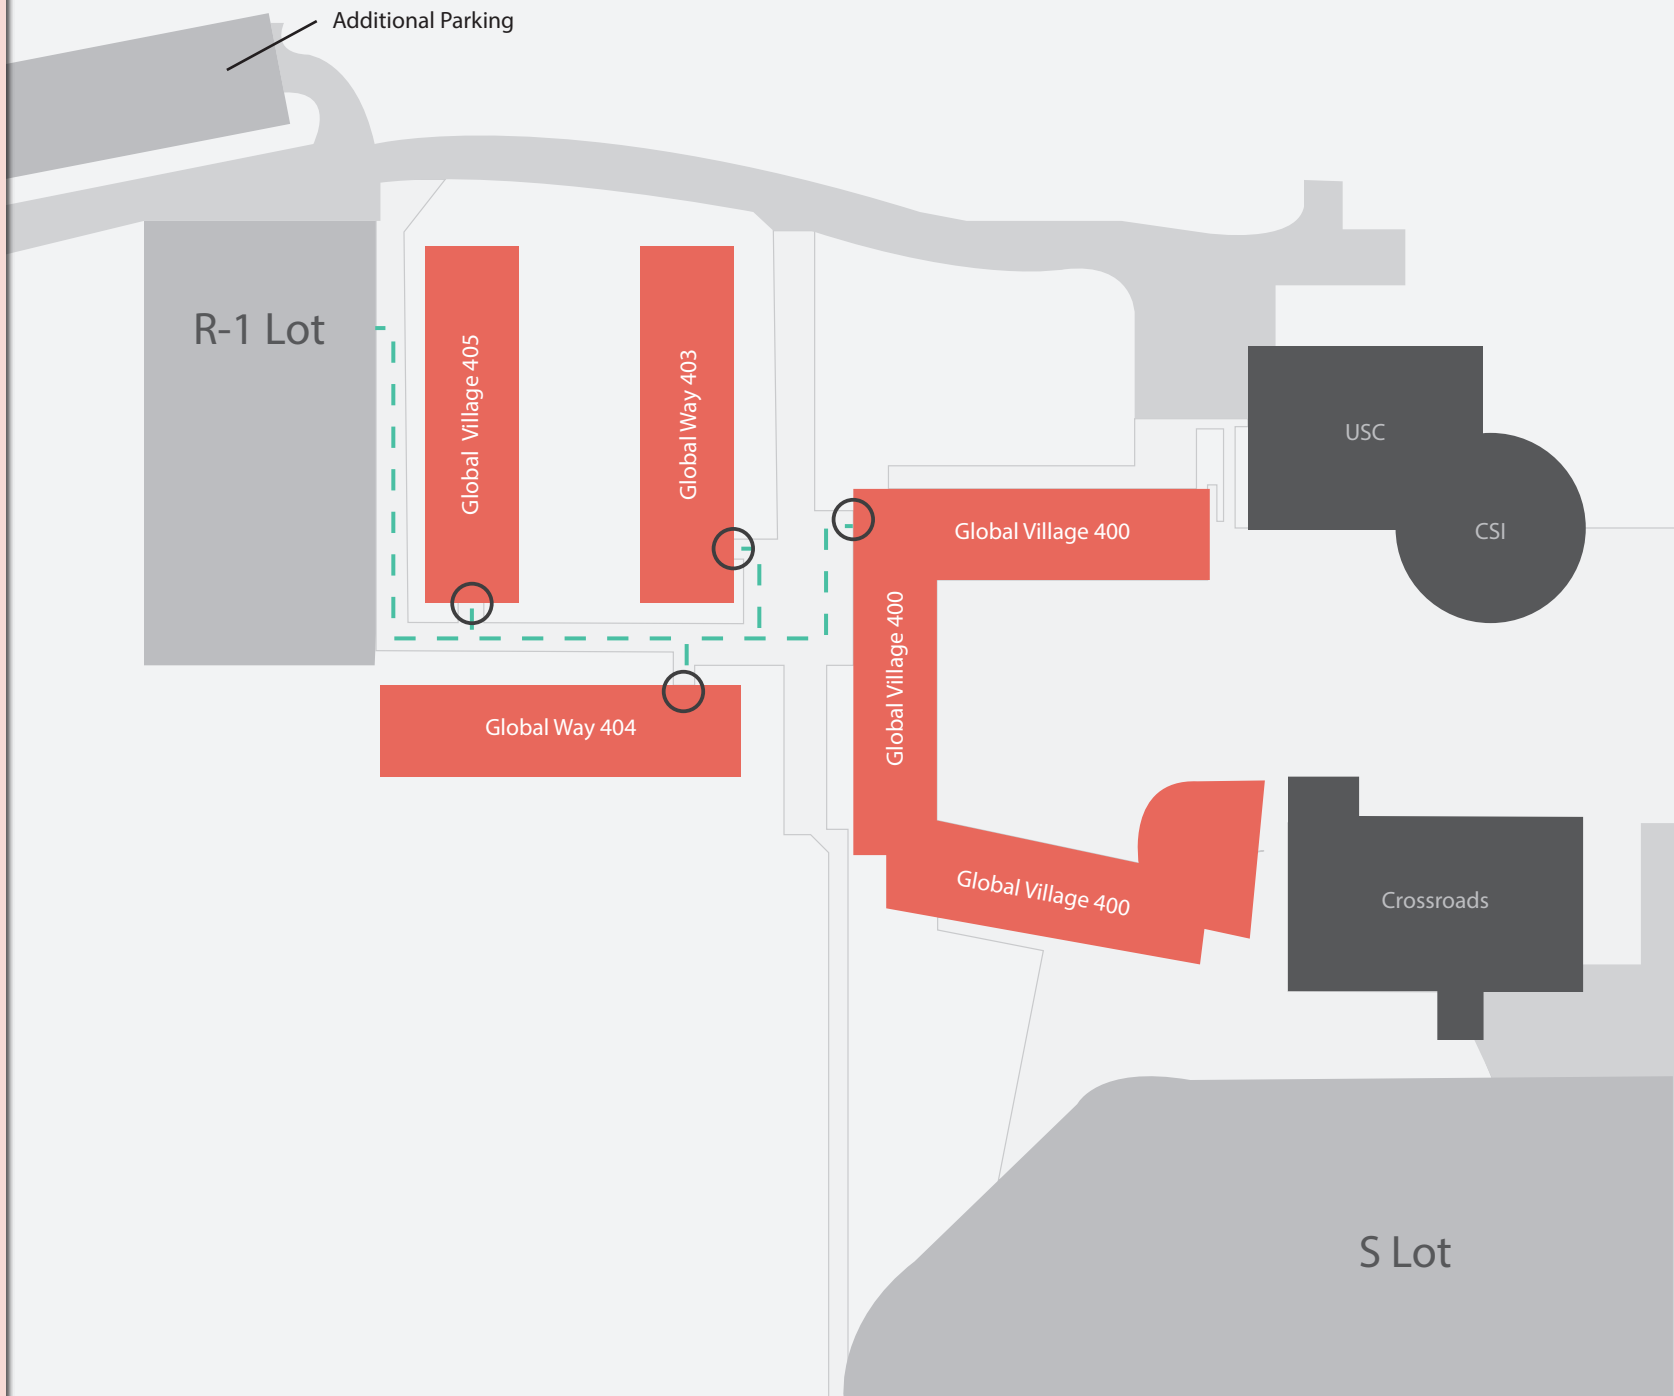 Additional Parking
R-1 Lot
Global Village 405
Global Way 403
USC
Global Village 400
CSI
Global Village 400
Global Way 404
Global Village 400
Crossroads
S Lot